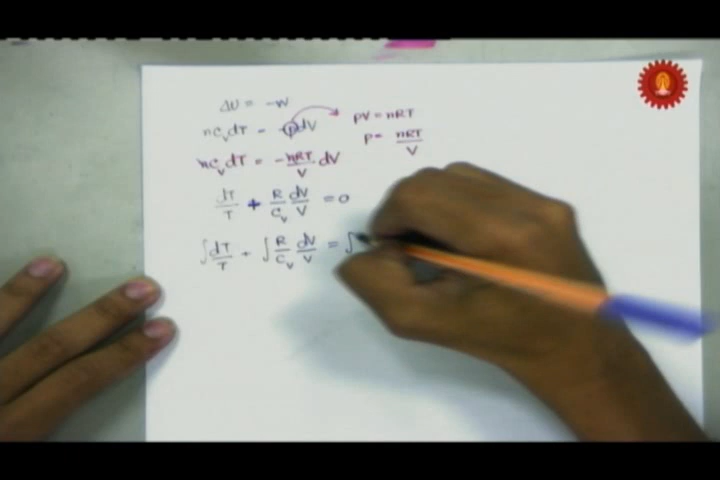 ΔU = -W
nCᵥdT = -pdV
PV = nRT
P = nRT/V
nCᵥdT = -nRT/V dV
dT/T + R/Cᵥ dV/V = 0
∫dT/T + ∫R/Cᵥ dV/V = ∫